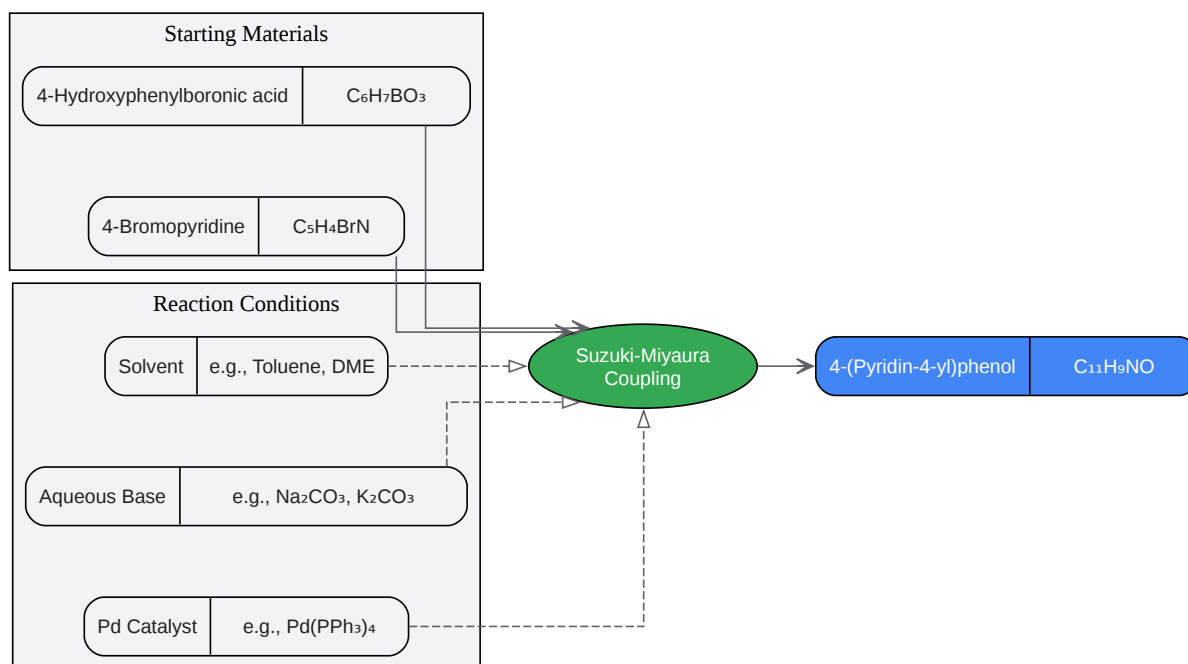 Starting Materials
4-Hydroxyphenylboronic acid
C₆H₇BO₃
4-Bromopyridine
C₅H₄BrN
Reaction Conditions
Solvent
e.g., Toluene, DME
Aqueous Base
e.g., Na₂CO₃, K₂CO₃
Pd Catalyst
e.g., Pd(PPh₃)₄
Suzuki-Miyaura
Coupling
4-(Pyridin-4-yl)phenol
C₁₁H₉NO